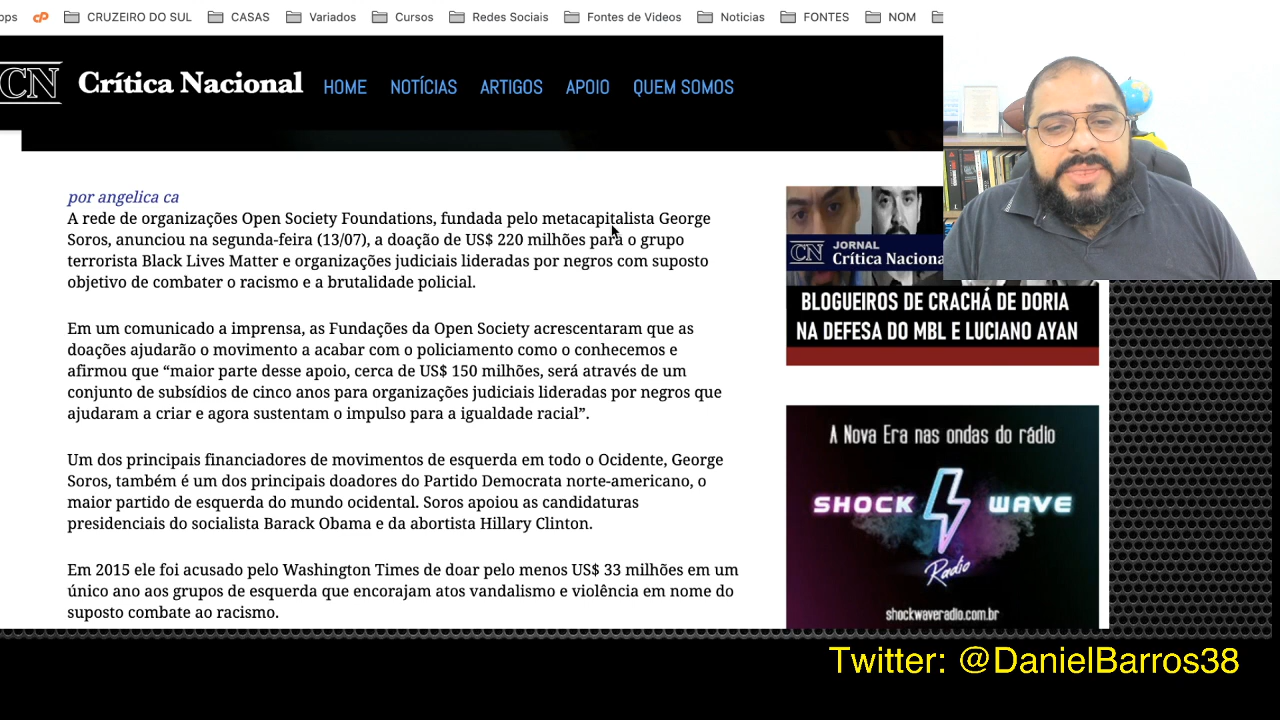 ops
CRUZEIRO DO SUL
CASAS
Variados
Cursos
Redes Sociais
Fontes de Videos
Noticias
FONTES
NOM
CN
Crítica Nacional
HOME
NOTÍCIAS
ARTIGOS
APOIO
QUEM SOMOS
por angelica ca
A rede de organizações Open Society Foundations, fundada pelo metacapitalista George
Soros, anunciou na segunda-feira (13/07), a doação de US$ 220 milhões para o grupo
terrorista Black Lives Matter e organizações judiciais lideradas por negros com suposto
objetivo de combater o racismo e a brutalidade policial.
Em um comunicado a imprensa, as Fundações da Open Society acrescentaram que as
doações ajudarão o movimento a acabar com o policiamento como o conhecemos e
afirmou que “maior parte desse apoio, cerca de US$ 150 milhões, será através de um
conjunto de subsídios de cinco anos para organizações judiciais lideradas por negros que
ajudaram a criar e agora sustentam o impulso para a igualdade racial”.
Um dos principais financiadores de movimentos de esquerda em todo o Ocidente, George
Soros, também é um dos principais doadores do Partido Democrata norte-americano, o
maior partido de esquerda do mundo ocidental. Soros apoiou as candidaturas
presidenciais do socialista Barack Obama e da abortista Hillary Clinton.
Em 2015 ele foi acusado pelo Washington Times de doar pelo menos US$ 33 milhões em um
único ano aos grupos de esquerda que encorajam atos vandalismo e violência em nome do
suposto combate ao racismo.
CN
JORNAL
Crítica Naciona
BLOGUEIROS DE CRACHÁ DE DORIA
NA DEFESA DO MBL E LUCIANO AYAN
A Nova Era nas ondas do rádio
SHOCK WAVE
Radio
shockwaveradio.com.br
Twitter: @DanielBarros38